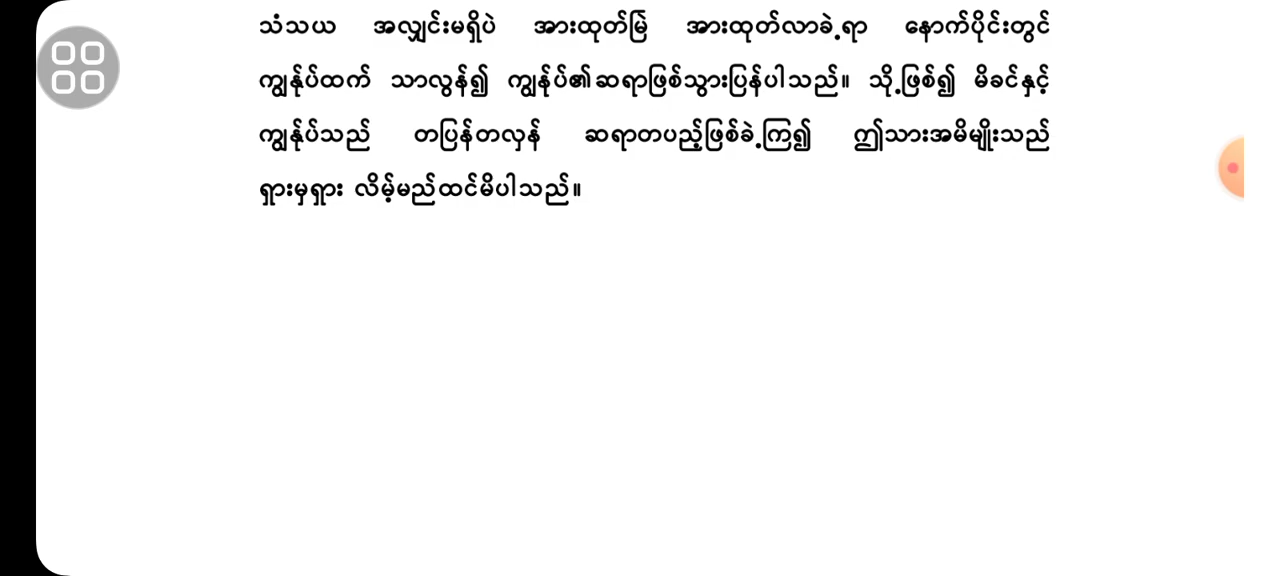 သံသယ အလျှင်းမရှိပဲ အားထုတ်မြဲ အားထုတ်လာခဲ့ရာ နောက်ပိုင်းတွင်
ကျွန်ုပ်ထက် သာလွန်၍ ကျွန်ုပ်၏ဆရာဖြစ်သွားပြန်ပါသည်။ သို့ဖြစ်၍ မိခင်နှင့်
ကျွန်ုပ်သည် တပြန်တလှန် ဆရာတပည့်ဖြစ်ခဲ့ကြ၍ ဤသားအမိမျိုးသည်
ရှားမှရှား လိမ့်မည်ထင်မိပါသည်။